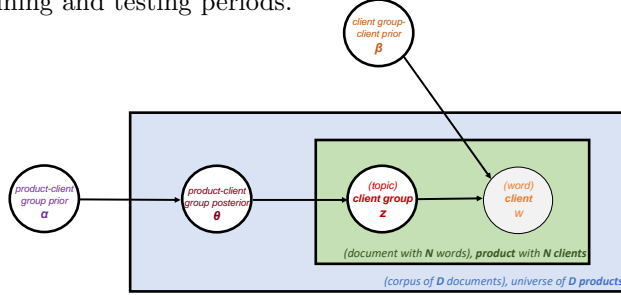 ning and testing periods.
client group-
client prior
β
product-client
group prior
α
product-client
group posterior
θ
(topic)
client group
z
(word)
client
w
(document with N words), product with N clients
(corpus of D documents), universe of D products